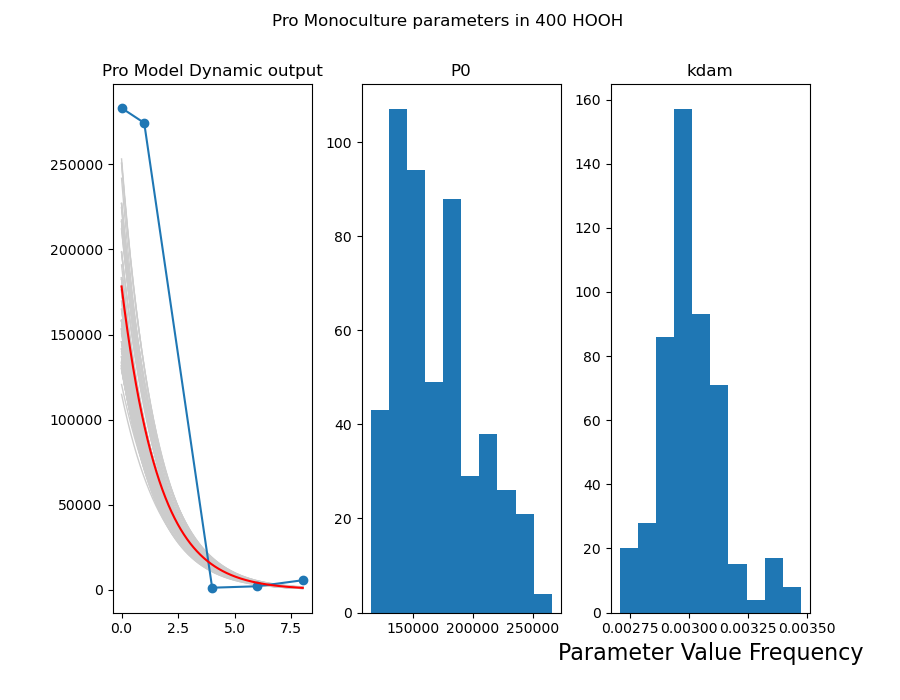 Pro Monoculture parameters in 400 HOOH
Pro Model Dynamic output
250000
200000
150000
100000
50000
0
0.0 2.5 5.0 7.5
P0
100
80
60
40
20
0
150000 200000 250000
kdam
160
140
120
100
80
60
40
20
0
0.00275 0.00300 0.00325 0.00350
Parameter Value Frequency